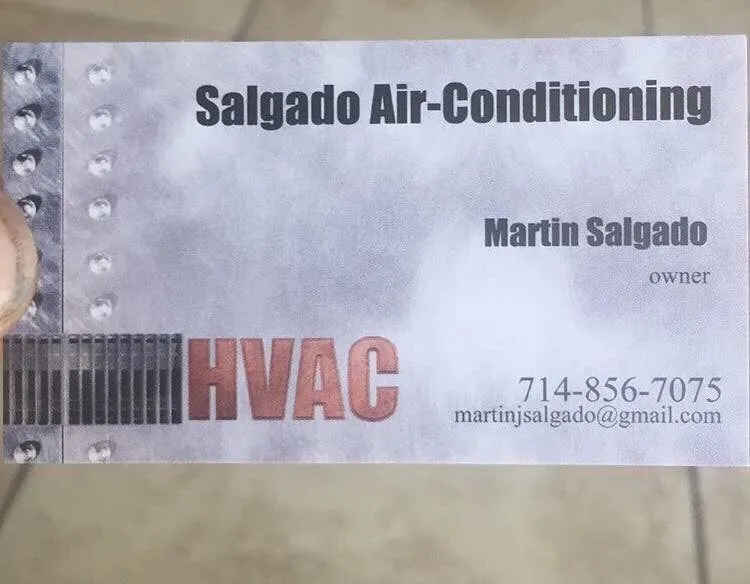 Salgado Air-Conditioning
Martin Salgado
owner
HVAC
714-856-7075
martinjsalgado@gmail.com